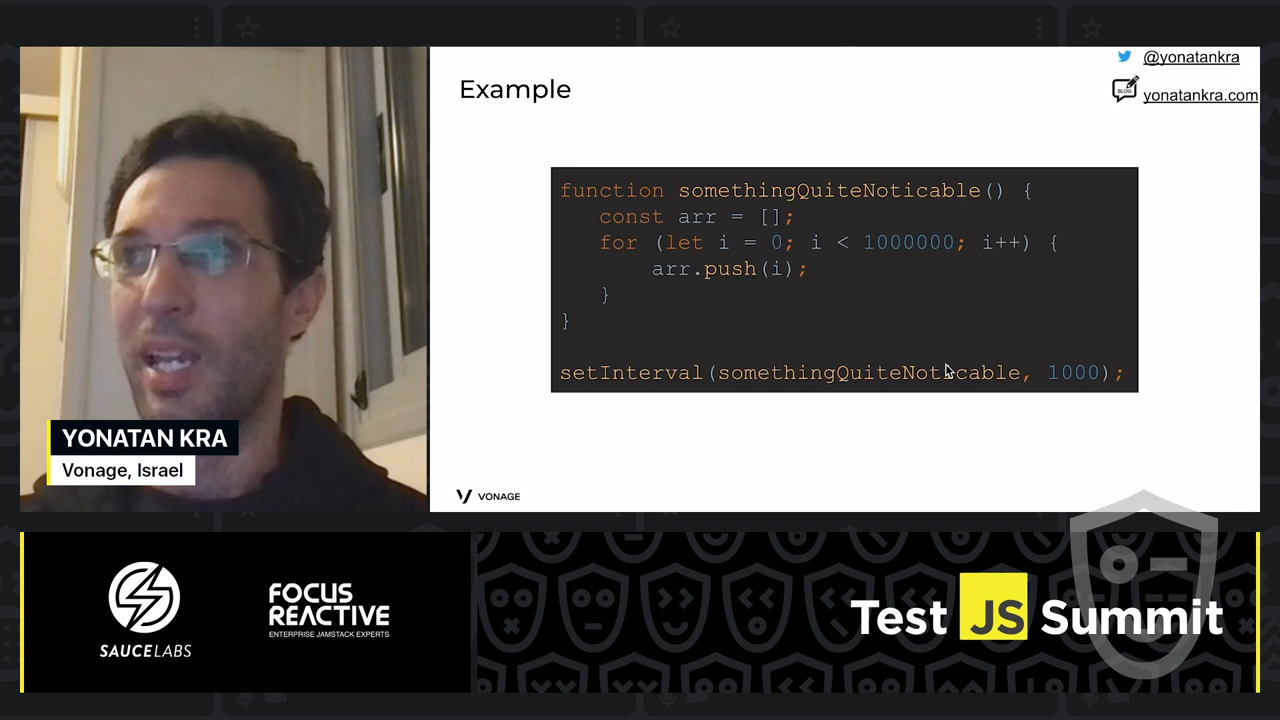 Example
@yonatankra
BLOG
yonatankra.com
function somethingQuiteNoticable() {
const arr = [];
for (let i = 0; i < 1000000; i++) {
arr.push(i);
}
}
setInterval(somethingQuiteNoticable, 1000);
YONATAN KRA
Vonage, Israel
VONAGE
SAUCELABS
FOCUS
REACTIVE
ENTERPRISE JAMSTACK EXPERTS
Test JS Summit